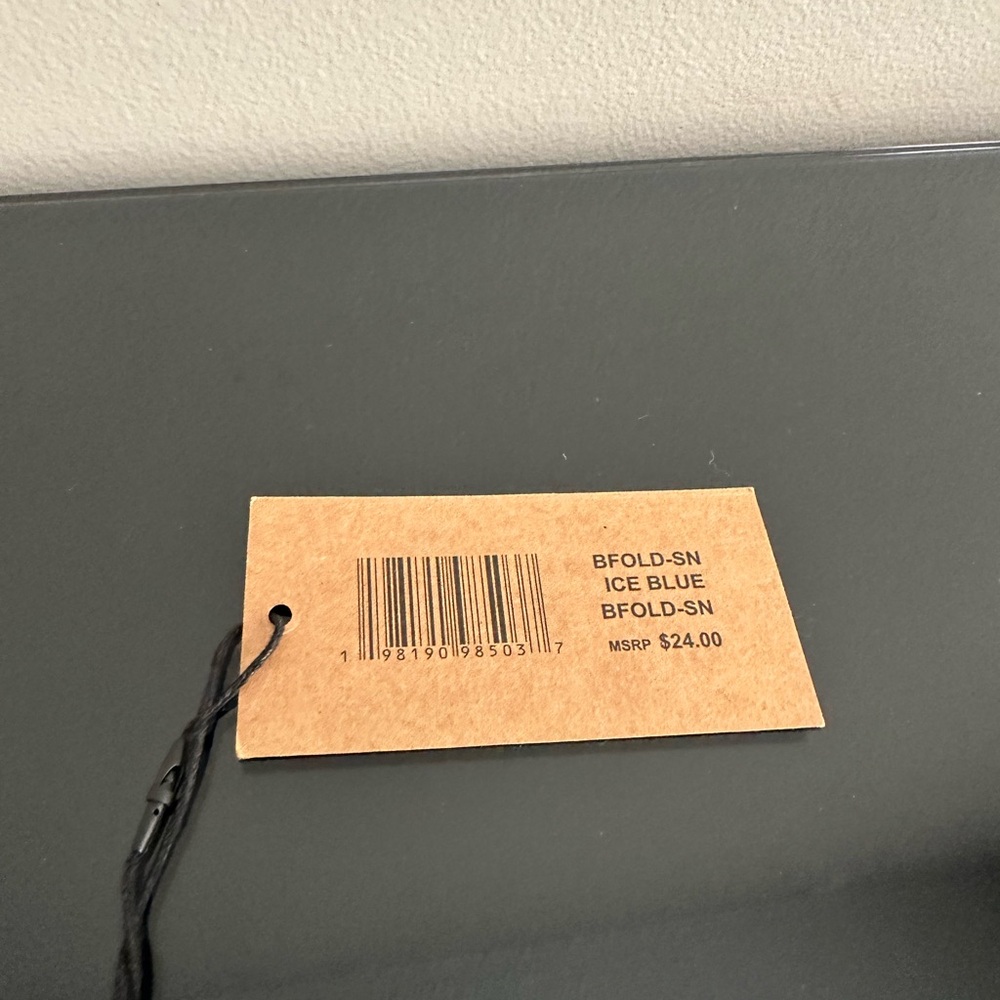 BFOLD-SN
ICE BLUE
BFOLD-SN
MSRP $24.00
1 98190 98503 7